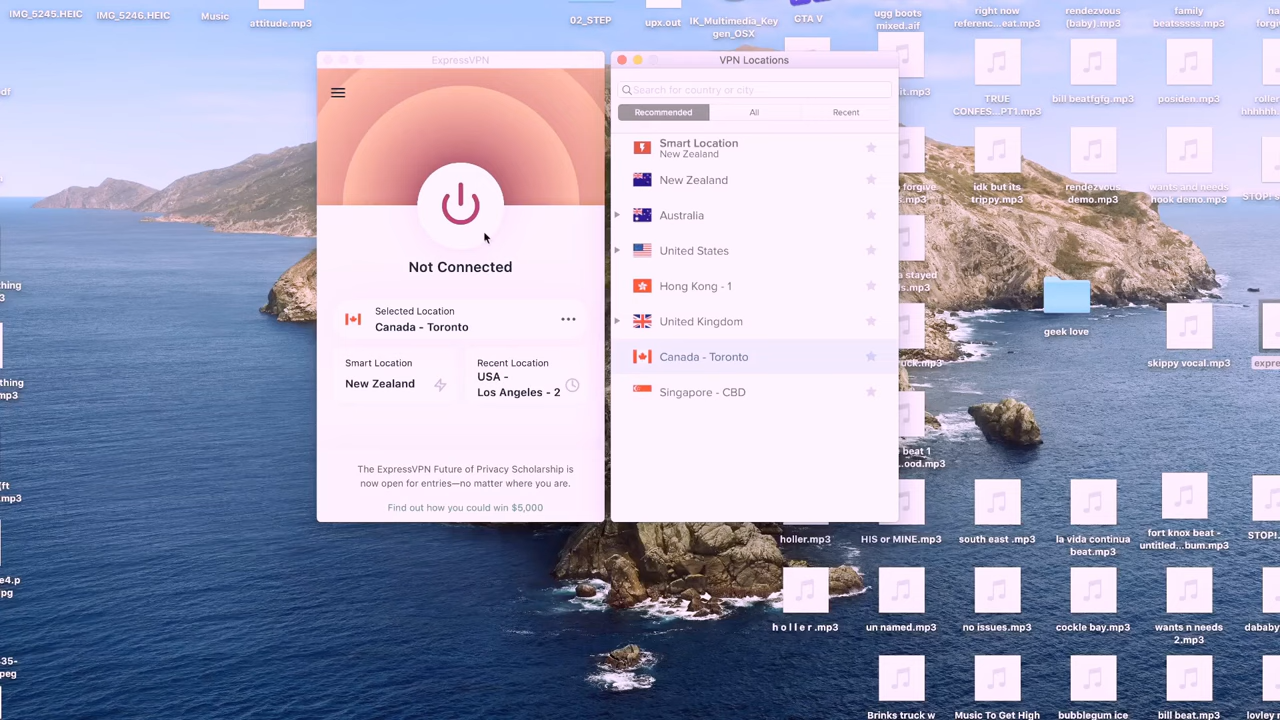 IMG_5245.HEIC
IMG_5246.HEIC
Music
attitude.mp3
02_STEP
upx.out
IK_Multimedia_Key
gen_OSX
GTA V
ugg boots
mixed.aif
right now
referenc...eat.mp3
rendezvous
(baby).mp3
family
beatsssss.mp3
ExpressVPN
Not Connected
Selected Location
Canada - Toronto
Smart Location
New Zealand
Recent Location
USA -
Los Angeles - 2
The ExpressVPN Future of Privacy Scholarship is
now open for entries—no matter where you are.
Find out how you could win $5,000
VPN Locations
Search for country or city
Recommended
All
Recent
Smart Location
New Zealand
New Zealand
Australia
United States
Hong Kong - 1
United Kingdom
Canada - Toronto
Singapore - CBD
TRUE
CONFES...PT1.mp3
bill beatfgfg.mp3
posiden.mp3
idk but its
trippy.mp3
rendezvous
demo.mp3
wants and needs
hook demo.mp3
geek love
skippy vocal.mp3
beat 1
...ood.mp3
holler.mp3
HIS or MINE.mp3
south east .mp3
la vida continua
beat.mp3
fort knox beat -
untitled...bum.mp3
h o l l e r .mp3
un named.mp3
no issues.mp3
cockle bay.mp3
wants n needs
2.mp3
Brinks truck w
Music To Get High
bubblegum ice
bill beat.mp3